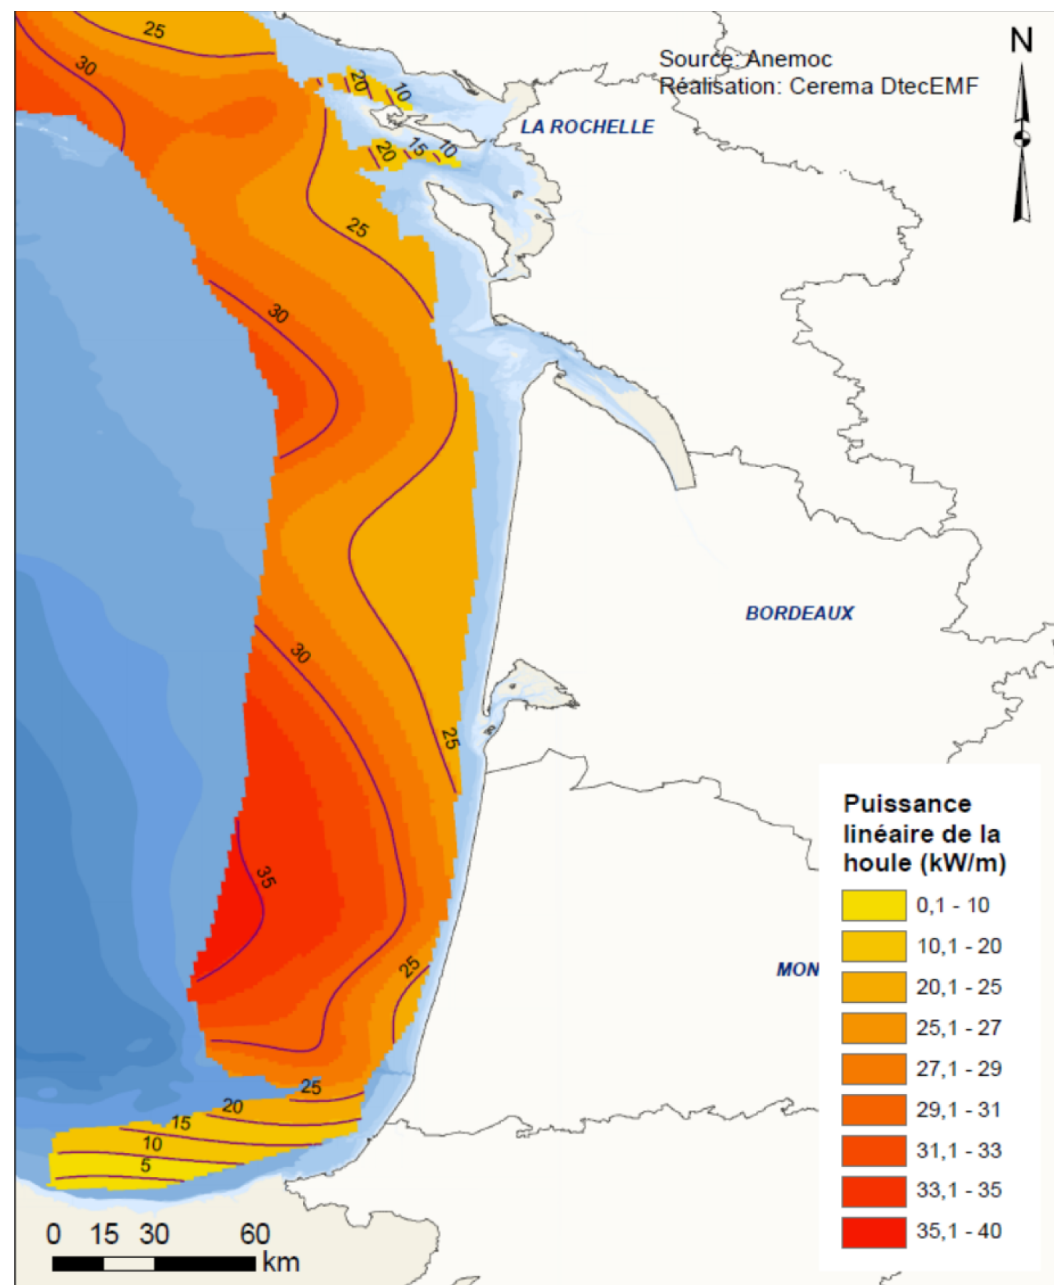 25
30
Source: Anemoc
Réalisation: Cerema DtecEMF
N
20
10
LA ROCHELLE
20
15
10
25
30
BORDEAUX
30
25
35
25
MON
Puissance
linéaire de la
houle (kW/m)
0,1 - 10
10,1 - 20
20,1 - 25
25,1 - 27
27,1 - 29
29,1 - 31
31,1 - 33
33,1 - 35
35,1 - 40
25
20
15
10
5
0 15 30 60
km